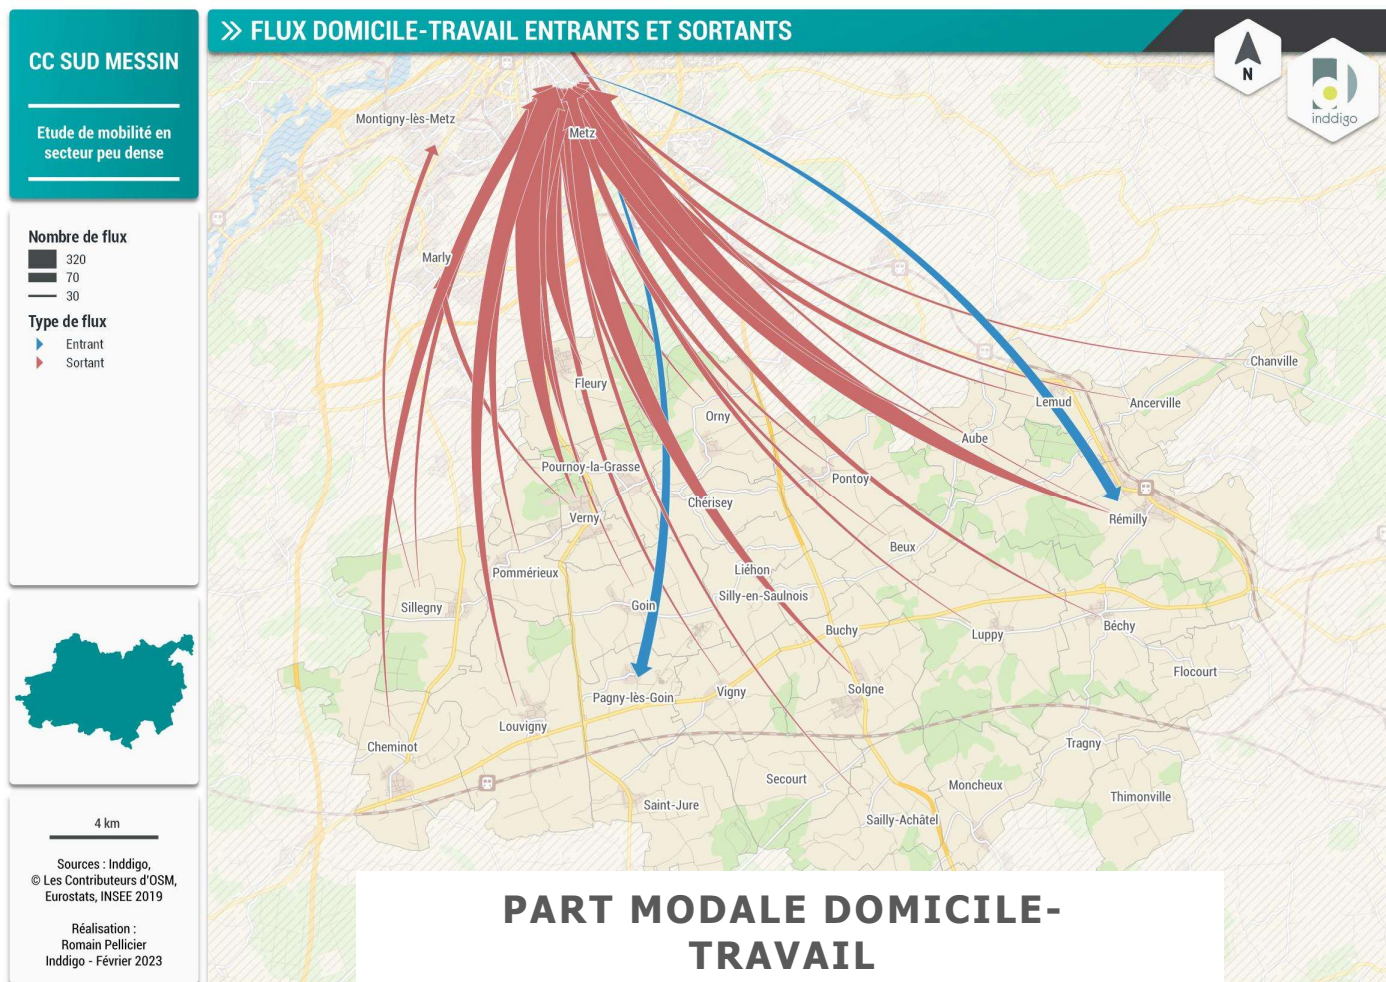 CC SUD MESSIN
Etude de mobilité en
secteur peu dense
>> FLUX DOMICILE-TRAVAIL ENTRANTS ET SORTANTS
N
inddigo
Nombre de flux
320
70
30
Type de flux
Entrant
Sortant
4 km
Sources : Inddigo,
© Les Contributeurs d'OSM,
Eurostats, INSEE 2019
Réalisation :
Romain Pellicier
Inddigo - Février 2023
Montigny-lès-Metz
Metz
Marly
Chanville
Fleury
Lemud
Ancerville
Orny
Aube
Pournoy-la-Grasse
Pontoy
Chérisey
Verny
Rémilly
Beux
Pommérieux
Liéhon
Silly-en-Saulnois
Sillegny
Goin
Buchy
Luppy
Béchy
Flocourt
Pagny-lès-Goin
Vigny
Solgne
Louvigny
Cheminot
Tragny
Secourt
Moncheux
Thimonville
Saint-Jure
Sailly-Achâtel
PART MODALE DOMICILE-
TRAVAIL